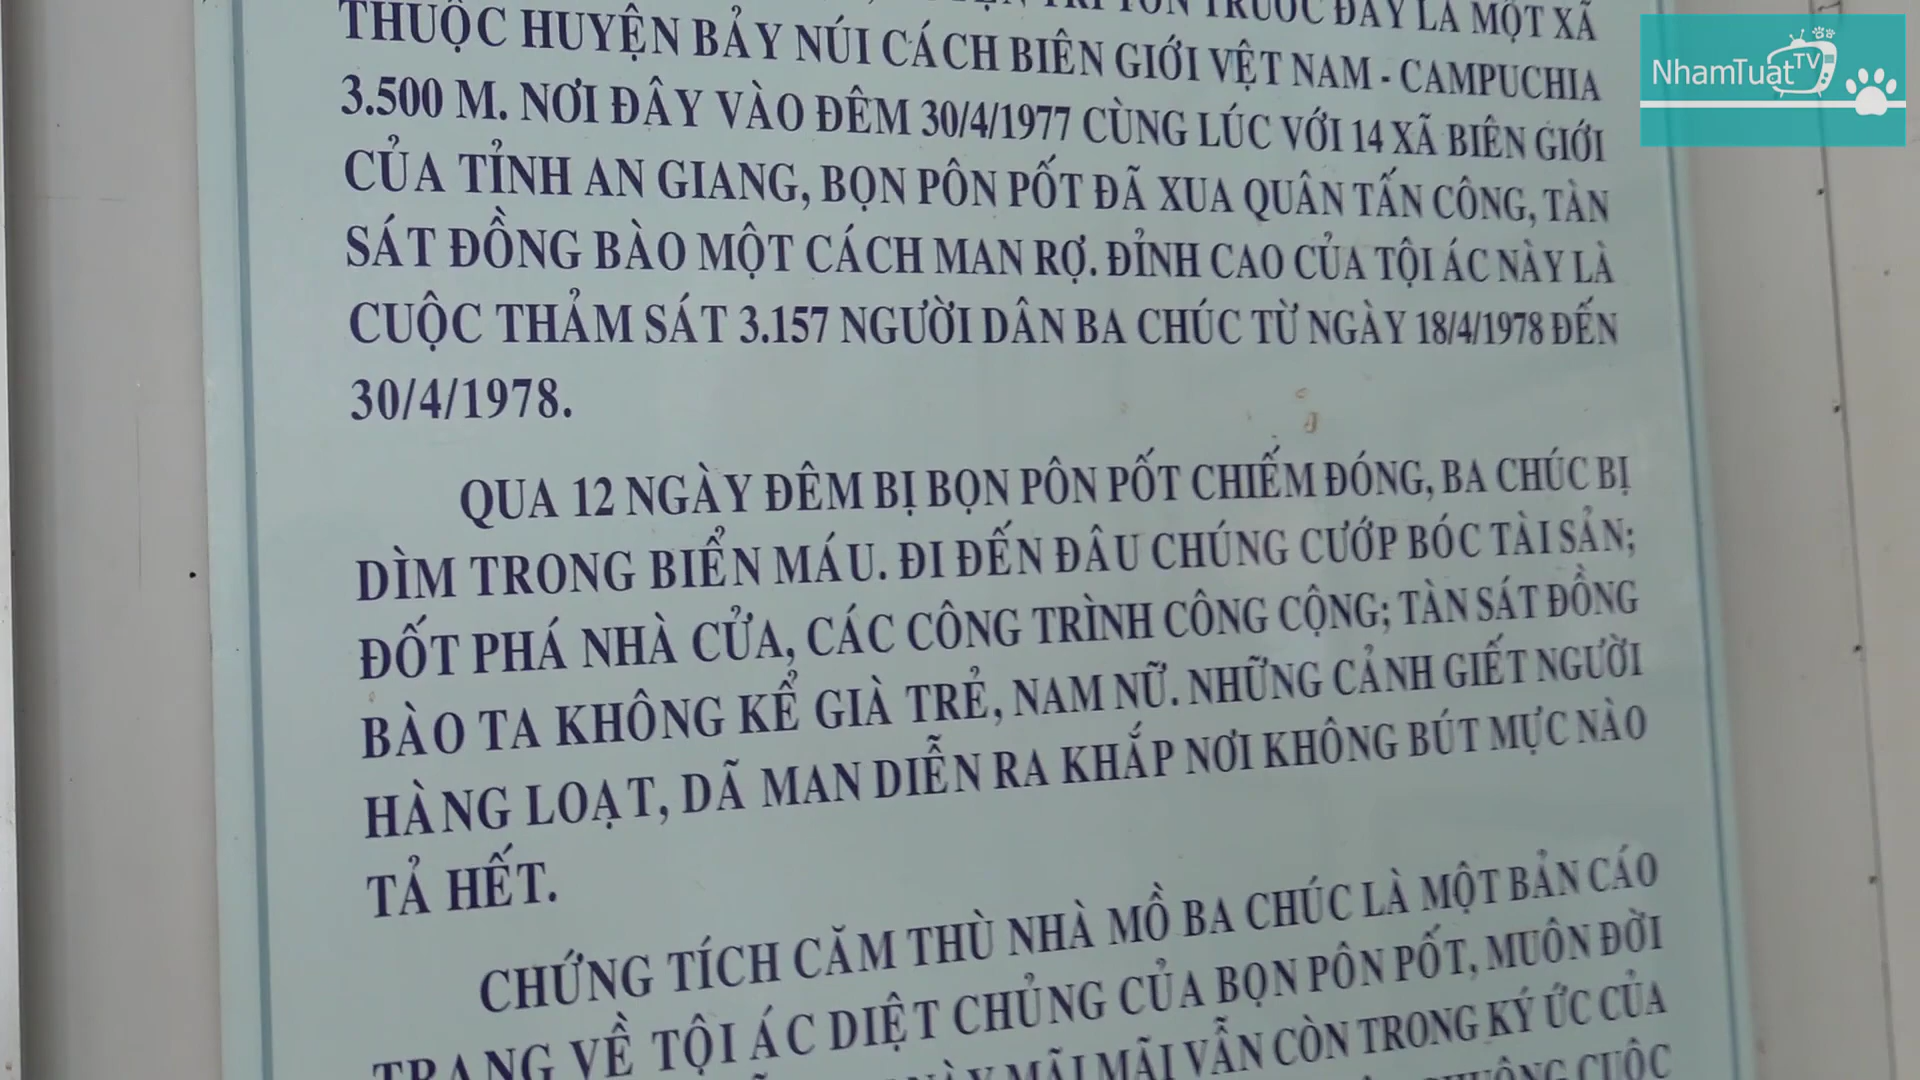 TRƯỚC ĐÂY LÀ MỘT XÃ
THUỘC HUYỆN BẢY NÚI CÁCH BIÊN GIỚI VỆT NAM - CAMPUCHIA
3.500 M. NƠI ĐÂY VÀO ĐÊM 30/4/1977 CÙNG LÚC VỚI 14 XÃ BIÊN GIỚI
CỦA TỈNH AN GIANG, BỌN PÔN PỐT ĐÃ XUA QUÂN TẤN CÔNG, TÀN
SÁT ĐỒNG BÀO MỘT CÁCH MAN RỢ. ĐỈNH CAO CỦA TỘI ÁC NÀY LÀ
CUỘC THẢM SÁT 3.157 NGƯỜI DÂN BA CHÚC TỪ NGÀY 18/4/1978 ĐẾN
30/4/1978.
QUA 12 NGÀY ĐÊM BỊ BỌN PÔN PỐT CHIẾM ĐÓNG, BA CHÚC BỊ
DÌM TRONG BIỂN MÁU. ĐI ĐẾN ĐÂU CHÚNG CƯỚP BÓC TÀI SẢN;
ĐỐT PHÁ NHÀ CỬA, CÁC CÔNG TRÌNH CÔNG CỘNG; TÀN SÁT ĐỒNG
BÀO TA KHÔNG KỂ GIÀ TRẺ, NAM NỮ. NHỮNG CẢNH GIẾT NGƯỜI
HÀNG LOẠT, DÃ MAN DIỄN RA KHẮP NƠI KHÔNG BÚT MỰC NÀO
TẢ HẾT.
CHỨNG TÍCH CĂM THÙ NHÀ MỒ BA CHÚC LÀ MỘT BẢN CÁO
TRẠNG VỀ TỘI ÁC DIỆT CHỦNG CỦA BỌN PÔN PỐT, MUÔN ĐỜI
MÃI MÃI VẪN CÒN TRONG KÝ ỨC CỦA
CUỘC
NhamTuatTV